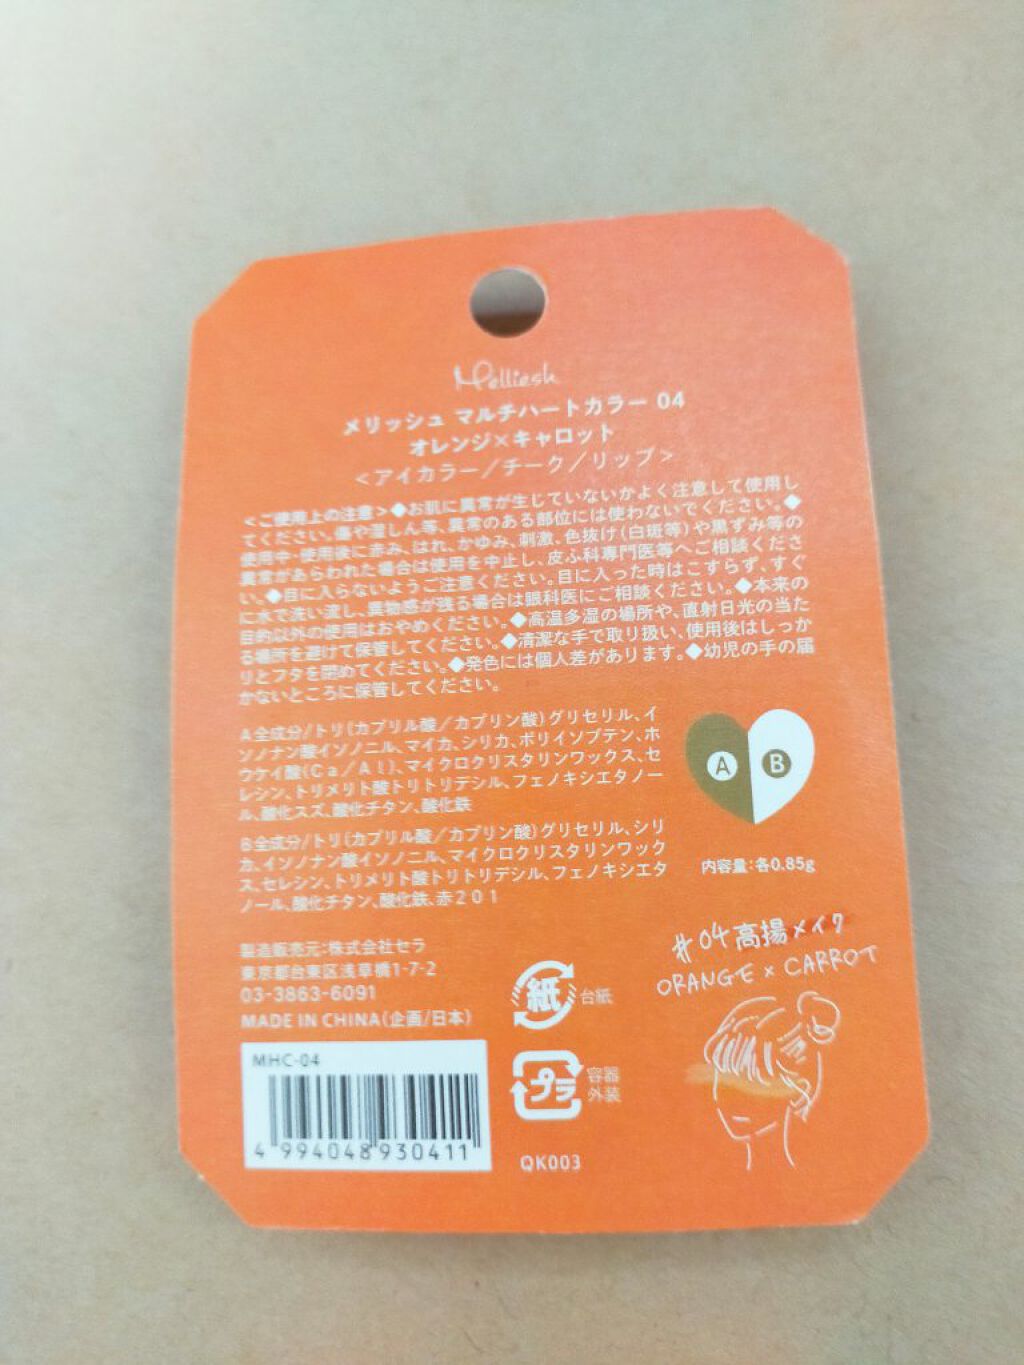 Melliesh
メリッシュ マルチハートカラー 04
オレンジ×キャロット
<アイカラー／チーク／リップ>
<ご使用上の注意>◆お肌に異常が生じていないかよく注意して使用し
てください。傷や湿しん等、異常のある部位には使わないでください。◆
使用中・使用後に赤み、はれ、かゆみ、刺激、色抜け(白斑等)や黒ずみ等の
異常があらわれた場合は使用を中止し、皮ふ科専門医等へご相談くださ
い。◆目に入らないようご注意ください。目に入った時はこすらず、すぐ
に水で洗い流し、異物感が残る場合は眼科医にご相談ください。◆本来の
目的以外の使用はおやめください。◆高温多湿の場所や、直射日光の当た
る場所を避けて保管してください。◆清潔な手で取り扱い、使用後はしっか
りとフタを閉めてください。◆発色には個人差があります。◆幼児の手の届
かないところに保管してください。
A全成分/トリ(カプリル酸／カプリン酸)グリセリル、イ
ソノナン酸イソノニル、マイカ、シリカ、ポリイソブテン、ホ
ウケイ酸(Ca／Al)、マイクロクリスタリンワックス、セ
レシン、トリメリト酸トリトリデシル、フェノキシエタノー
ル、酸化スズ、酸化チタン、酸化鉄
B全成分/トリ(カプリル酸／カプリン酸)グリセリル、シリ
カ、イソノナン酸イソノニル、マイクロクリスタリンワック
ス、セレシン、トリメリト酸トリトリデシル、フェノキシエタ
ノール、酸化チタン、酸化鉄、赤201
A B
内容量:各0.85g
製造販売元:株式会社セラ
東京都台東区浅草橋1-7-2
03-3863-6091
MADE IN CHINA(企画/日本)
#04高揚メイク
ORANGE × CARROT
紙 台紙
プラ 容器
外装
MHC-04
4 994048 930411
QK003